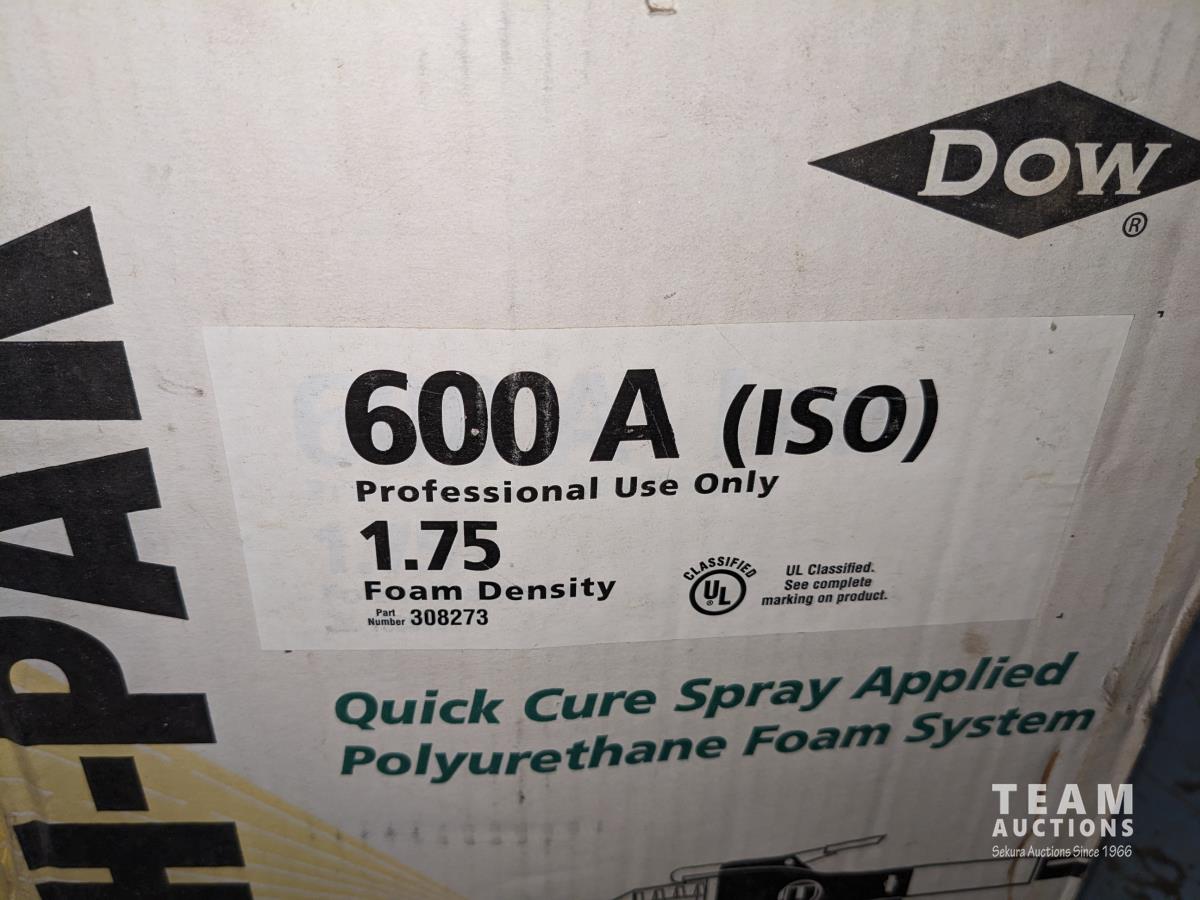 DOW
®
H-PAK
600 A (ISO)
Professional Use Only
1.75
Foam Density
Part
Number 308273
CLASSIFIED
UL
®
UL Classified.
See complete
marking on product.
Quick Cure Spray Applied
Polyurethane Foam System
TEAM
AUCTIONS
Sekura Auctions Since 1966